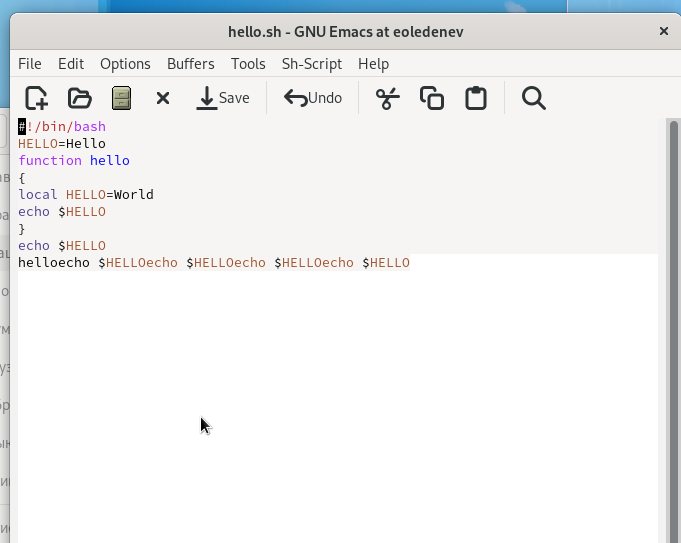 hello.sh - GNU Emacs at eoledenev
File Edit Options Buffers Tools Sh-Script Help
Save Undo
#!/bin/bash
HELLO=Hello
function hello
{
local HELLO=World
echo $HELLO
}
echo $HELLO
helloecho $HELLOecho $HELLOecho $HELLOecho $HELLO